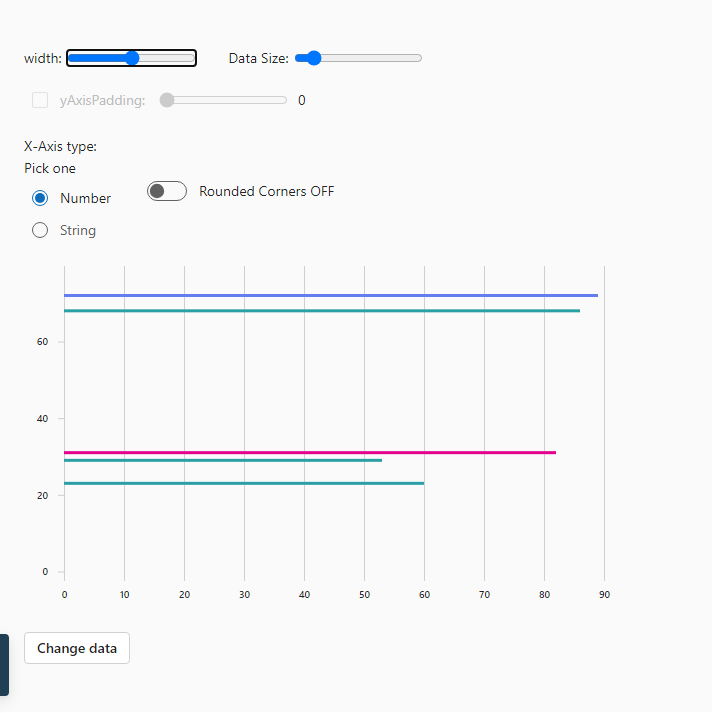 width: Data Size:
yAxisPadding: 0
X-Axis type:
Pick one
Number Rounded Corners OFF
String
60
40
20
0
0 10 20 30 40 50 60 70 80 90
Change data